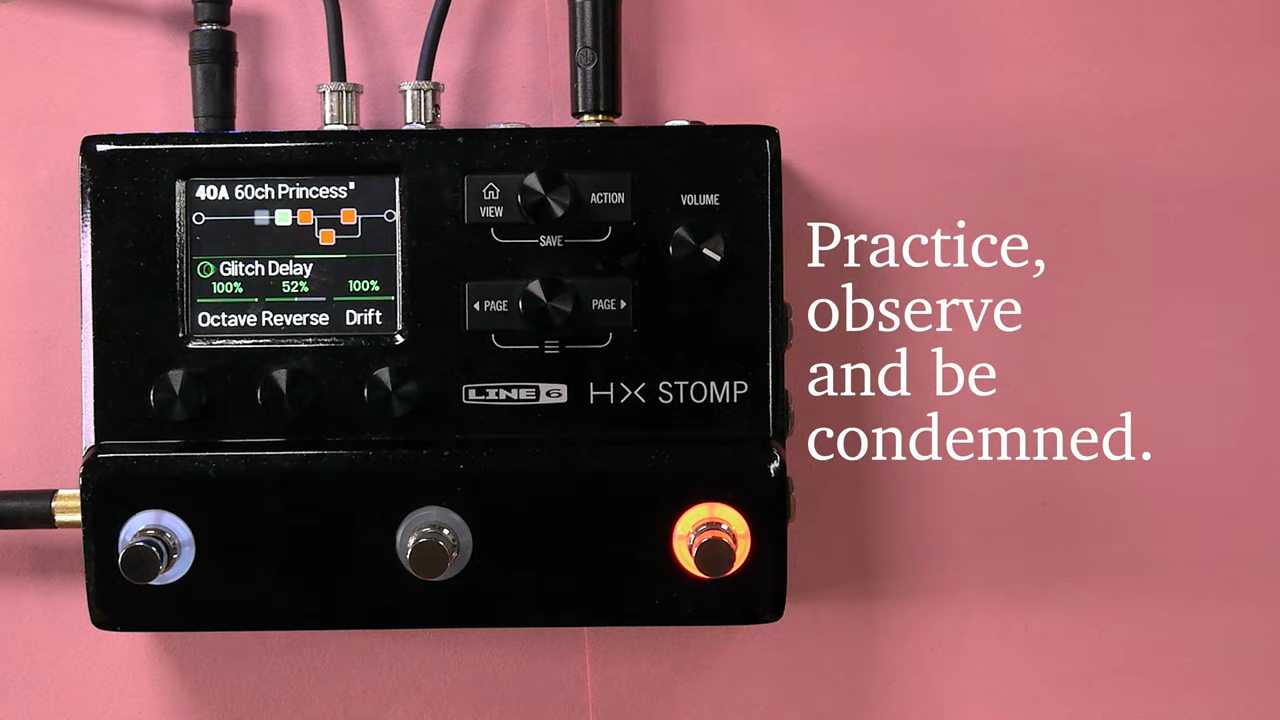 40A 60ch Princess
Glitch Delay
100% 52% 100%
Octave Reverse Drift
VIEW
ACTION
SAVE
PAGE
PAGE
VOLUME
LINE 6 HX STOMP
Practice,
observe
and be
condemned.